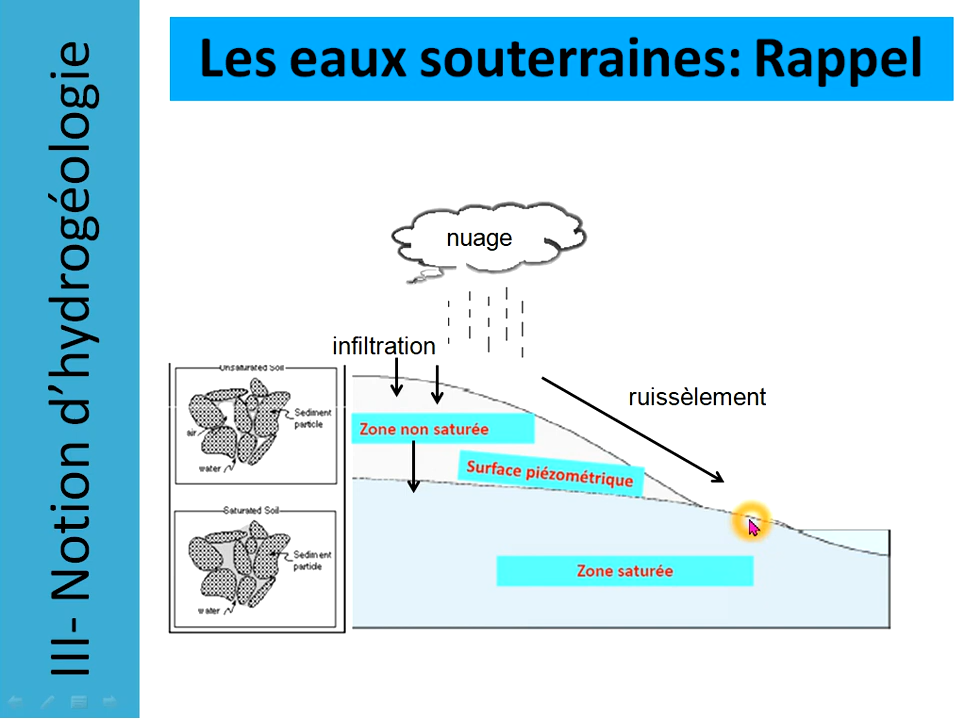 III- Notion d’hydrogéologie
Les eaux souterraines: Rappel
nuage
infiltration
ruissèlement
Unsaturated Soil
Sediment
particle
air
water
Zone non saturée
Surface piézométrique
Saturated Soil
Sediment
particle
water
Zone saturée